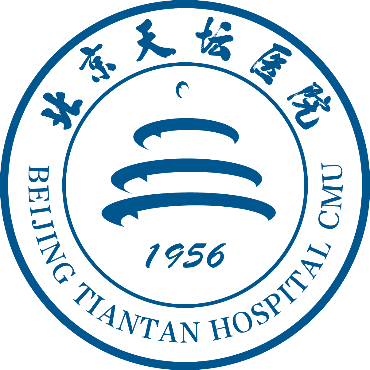 北京天坛医院
1956
BEIJING TIANTAN HOSPITAL CMU